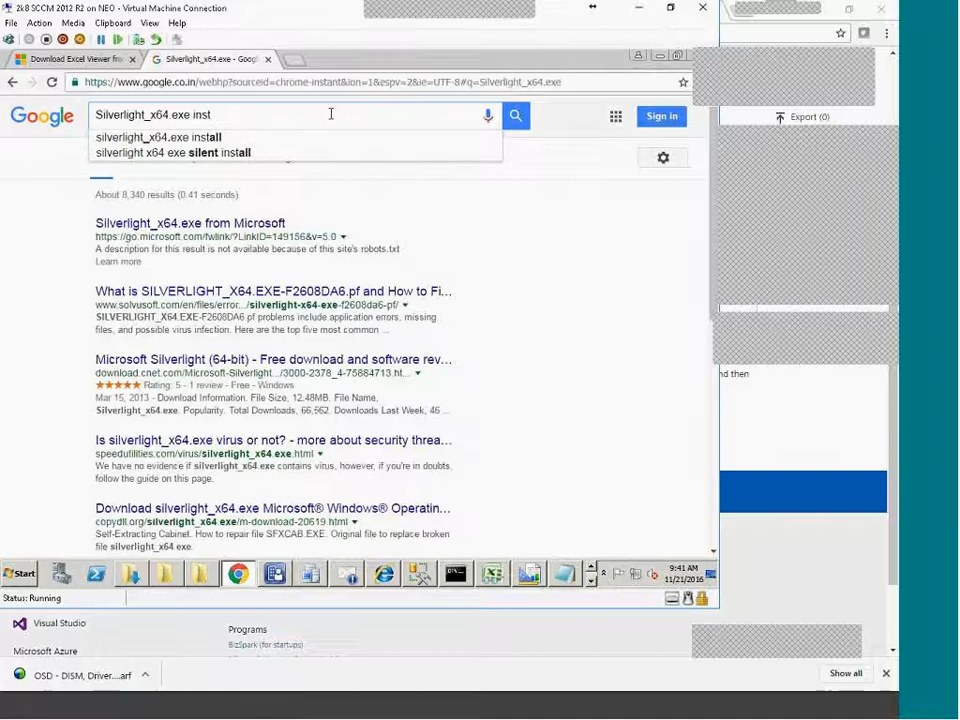 2k8 SCCM 2012 R2 on NEO - Virtual Machine Connection
File Action Media Clipboard View Help
Download Excel Viewer fro
Silverlight_x64.exe - Goog
https://www.google.co.in/webhp?sourceid=chrome-instant&ion=1&espv=2&ie=UTF-8#q=Silverlight_x64.exe
Google
Silverlight_x64.exe inst
Sign in
Export (0)
silverlight_x64.exe install
silverlight x64 exe silent install
About 8,340 results (0.41 seconds)
Silverlight_x64.exe from Microsoft
https://go.microsoft.com/fwlink/?LinkID=149156&v=5.0
A description for this result is not available because of this site's robots.txt
Learn more
What is SILVERLIGHT_X64.EXE-F2608DA6.pf and How to Fi...
www.solvusoft.com/en/files/error.../silverlight-x64-exe-f2608da6-pf/
SILVERLIGHT_X64.EXE-F2608DA6 pf problems include application errors, missing
files, and possible virus infection. Here are the top five most common ...
Microsoft Silverlight (64-bit) - Free download and software rev...
download.cnet.com/Microsoft-Silverlight.../3000-2378_4-75884713.ht...
Rating: 5 - 1 review - Free - Windows
Mar 15, 2013 - Download Information. File Size, 12.48MB. File Name,
Silverlight_x64.exe. Popularity. Total Downloads, 66,562. Downloads Last Week, 46 ...
nd then
Is silverlight_x64.exe virus or not? - more about security threa...
speedutilities.com/virus/silverlight_x64.exe.html
We have no evidence if silverlight_x64.exe contains virus, however, if you're in doubts,
follow the guide on this page.
Download silverlight_x64.exe Microsoft® Windows® Operatin...
copydll.org/silverlight_x64.exe/m-download-20619.html
Self-Extracting Cabinet. How to repair file SFXCAB.EXE. Original file to replace broken
file silverlight_x64 exe.
Start
9:41 AM
11/21/2016
Status: Running
Visual Studio
Microsoft Azure
Programs
BizSpark (for startups)
OSD - DISM, Driver....arf
Show all